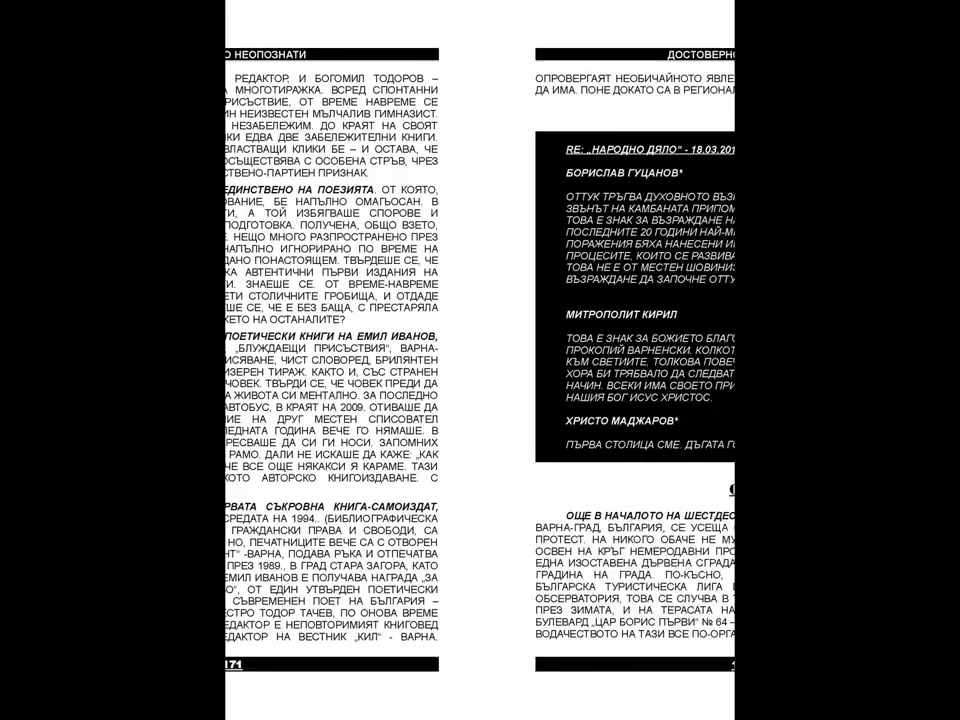 О НЕОПОЗНАТИ
РЕДАКТОР, И БОГОМИЛ ТОДОРОВ –
МНОГОТИРАЖКА. ВСРЕД СПОНТАННИ
РИСЪСТВИЕ, ОТ ВРЕМЕ НАВРЕМЕ СЕ
ИН НЕИЗВЕСТЕН МЪЛЧАЛИВ ГИМНАЗИСТ.
НЕЗАБЕЛЕЖИМ. ДО КРАЯТ НА СВОЯТ
КИ ЕДВА ДВЕ ЗАБЕЛЕЖИТЕЛНИ КНИГИ.
ВЛАСТВАЩИ КЛИКИ БЕ – И ОСТАВА, ЧЕ
ОСЪЩЕСТВЯВА С ОСОБЕНА СТРЪВ, ЧРЕЗ
СТВЕНО-ПАРТИЕН ПРИЗНАК.
ЕДИНСТВЕНО НА ПОЕЗИЯТА. ОТ КОЯТО,
ОВАНИЕ, БЕ НАПЪЛНО ОМАГЬОСАН. В
ГИ, А ТОЙ ИЗБЯГВАШЕ СПОРОВЕ И
ПОДГОТОВКА. ПОЛУЧЕНА, ОБЩО ВЗЕТО,
Е. НЕЩО МНОГО РАЗПРОСТРАНЕНО ПРЕЗ
НАПЪЛНО ИГНОРИРАНО ПО ВРЕМЕ НА
ДАНО ПОНАСТОЯЩЕМ. ТВЪРДЕШЕ СЕ, ЧЕ
КА АВТЕНТИЧНИ ПЪРВИ ИЗДАНИЯ НА
ГИ. ЗНАЕШЕ СЕ. ОТ ВРЕМЕ-НАВРЕМЕ
ЕТИ СТОЛИЧНИТЕ ГРОБИЩА, И ОТДАДЕ
ЕШЕ СЕ, ЧЕ Е БЕЗ БАЩА, С ПРЕСТАРЯЛА
КЕТО НА ОСТАНАЛИТЕ?
ПОЕТИЧЕСКИ КНИГИ НА ЕМИЛ ИВАНОВ,
„БЛУЖДАЕЩИ ПРИСЪСТВИЯ“, ВАРНА-
ИСЯВАНЕ, ЧИСТ СЛОВОРЕД, БРИЛЯНТЕН
ИЗЕРЕН ТИРАЖ. КАКТО И, СЪС СТРАНЕН
ЧОВЕК. ТВЪРДИ СЕ, ЧЕ ЧОВЕК ПРЕДИ ДА
А ЖИВОТА СИ МЕНТАЛНО. ЗА ПОСЛЕДНО
АВТОБУС, В КРАЯТ НА 2009. ОТИВАШЕ ДА
ИЕ НА ДРУГ МЕСТЕН СПИСОВАТЕЛ
ЛЕДНАТА ГОДИНА ВЕЧЕ ГО НЯМАШЕ. В
РЕСВАШЕ ДА СИ ГИ НОСИ. ЗАПОМНИХ
РАМО. ДАЛИ НЕ ИСКАШЕ ДА КАЖЕ: „КАК
ЧЕ ВСЕ ОЩЕ НЯКАКСИ Я КАРАМЕ. ТАЗИ
КОТО АВТОРСКО КНИГОИЗДАВАНЕ. С
РВАТА СЪКРОВНА КНИГА-САМОИЗДАТ,
СРЕДАТА НА 1994.. (БИБЛИОГРАФИЧЕСКА
ГРАЖДАНСКИ ПРАВА И СВОБОДИ, СА
НО, ПЕЧАТНИЦИТЕ ВЕЧЕ СА С ОТВОРЕН
НТ“ -ВАРНА, ПОДАВА РЪКА И ОТПЕЧАТВА
ПРЕЗ 1989., В ГРАД СТАРА ЗАГОРА, КАТО
ЕМИЛ ИВАНОВ Е ПОЛУЧАВА НАГРАДА „ЗА
О“, ОТ ЕДИН УТВЪРДЕН ПОЕТИЧЕСКИ
СЪВРЕМЕНЕН ПОЕТ НА БЪЛГАРИЯ –
ЕСТРО ТОДОР ТАЧЕВ, ПО ОНОВА ВРЕМЕ
ЕДАКТОР Е НЕПОВТОРИМИЯТ КНИГОВЕД
ЕДАКТОР НА ВЕСТНИК „КИЛ“ - ВАРНА.
171
ДОСТОВЕРНО
ОПРОВЕРГАЯТ НЕОБИЧАЙНОТО ЯВЛЕ
ДА ИМА. ПОНЕ ДОКАТО СА В РЕГИОНАЛ
RE: „НАРОДНО ДЯЛО“ - 18.03.201
БОРИСЛАВ ГУЦАНОВ*
ОТТУК ТРЪГВА ДУХОВНОТО ВЪЗ
ЗВЪНЪТ НА КАМБАНАТА ПРИПОМ
ТОВА Е ЗНАК ЗА ВЪЗРАЖДАНЕ НА
ПОСЛЕДНИТЕ 20 ГОДИНИ НАЙ-М
ПОРАЖЕНИЯ БЯХА НАНЕСЕНИ И
ПРОЦЕСИТЕ, КОИТО СЕ РАЗВИВА
ТОВА НЕ Е ОТ МЕСТЕН ШОВИНИЗ
ВЪЗРАЖДАНЕ ДА ЗАПОЧНЕ ОТТУ
МИТРОПОЛИТ КИРИЛ
ТОВА Е ЗНАК ЗА БОЖИЕТО БЛАГО
ПРОКОПИЙ ВАРНЕНСКИ. КОЛКОТ
КЪМ СВЕТИИТЕ, ТОЛКОВА ПОВЕЧ
ХОРА БИ ТРЯБВАЛО ДА СЛЕДВАТ
НАЧИН. ВСЕКИ ИМА СВОЕТО ПРИ
НАШИЯ БОГ ИСУС ХРИСТОС.
ХРИСТО МАДЖАРОВ*
ПЪРВА СТОЛИЦА СМЕ. ДЪГАТА ГО
ОЩЕ В НАЧАЛОТО НА ШЕСТДЕС
ВАРНА-ГРАД, БЪЛГАРИЯ, СЕ УСЕЩА
ПРОТЕСТ. НА НИКОГО ОБАЧЕ НЕ МУ
ОСВЕН НА КРЪГ НЕМЕРОДАВНИ ПРО
ЕДНА ИЗОСТАВЕНА ДЪРВЕНА СГРАДА
ГРАДИНА НА ГРАДА. ПО-КЪСНО,
БЪЛГАРСКА ТУРИСТИЧЕСКА ЛИГА
ОБСЕРВАТОРИЯ, ТОВА СЕ СЛУЧВА В
ПРЕЗ ЗИМАТА, И НА ТЕРАСАТА НА
БУЛЕВАРД „ЦАР БОРИС ПЪРВИ“ № 64 –
ВОДАЧЕСТВОТО НА ТАЗИ ВСЕ ПО-ОРГА